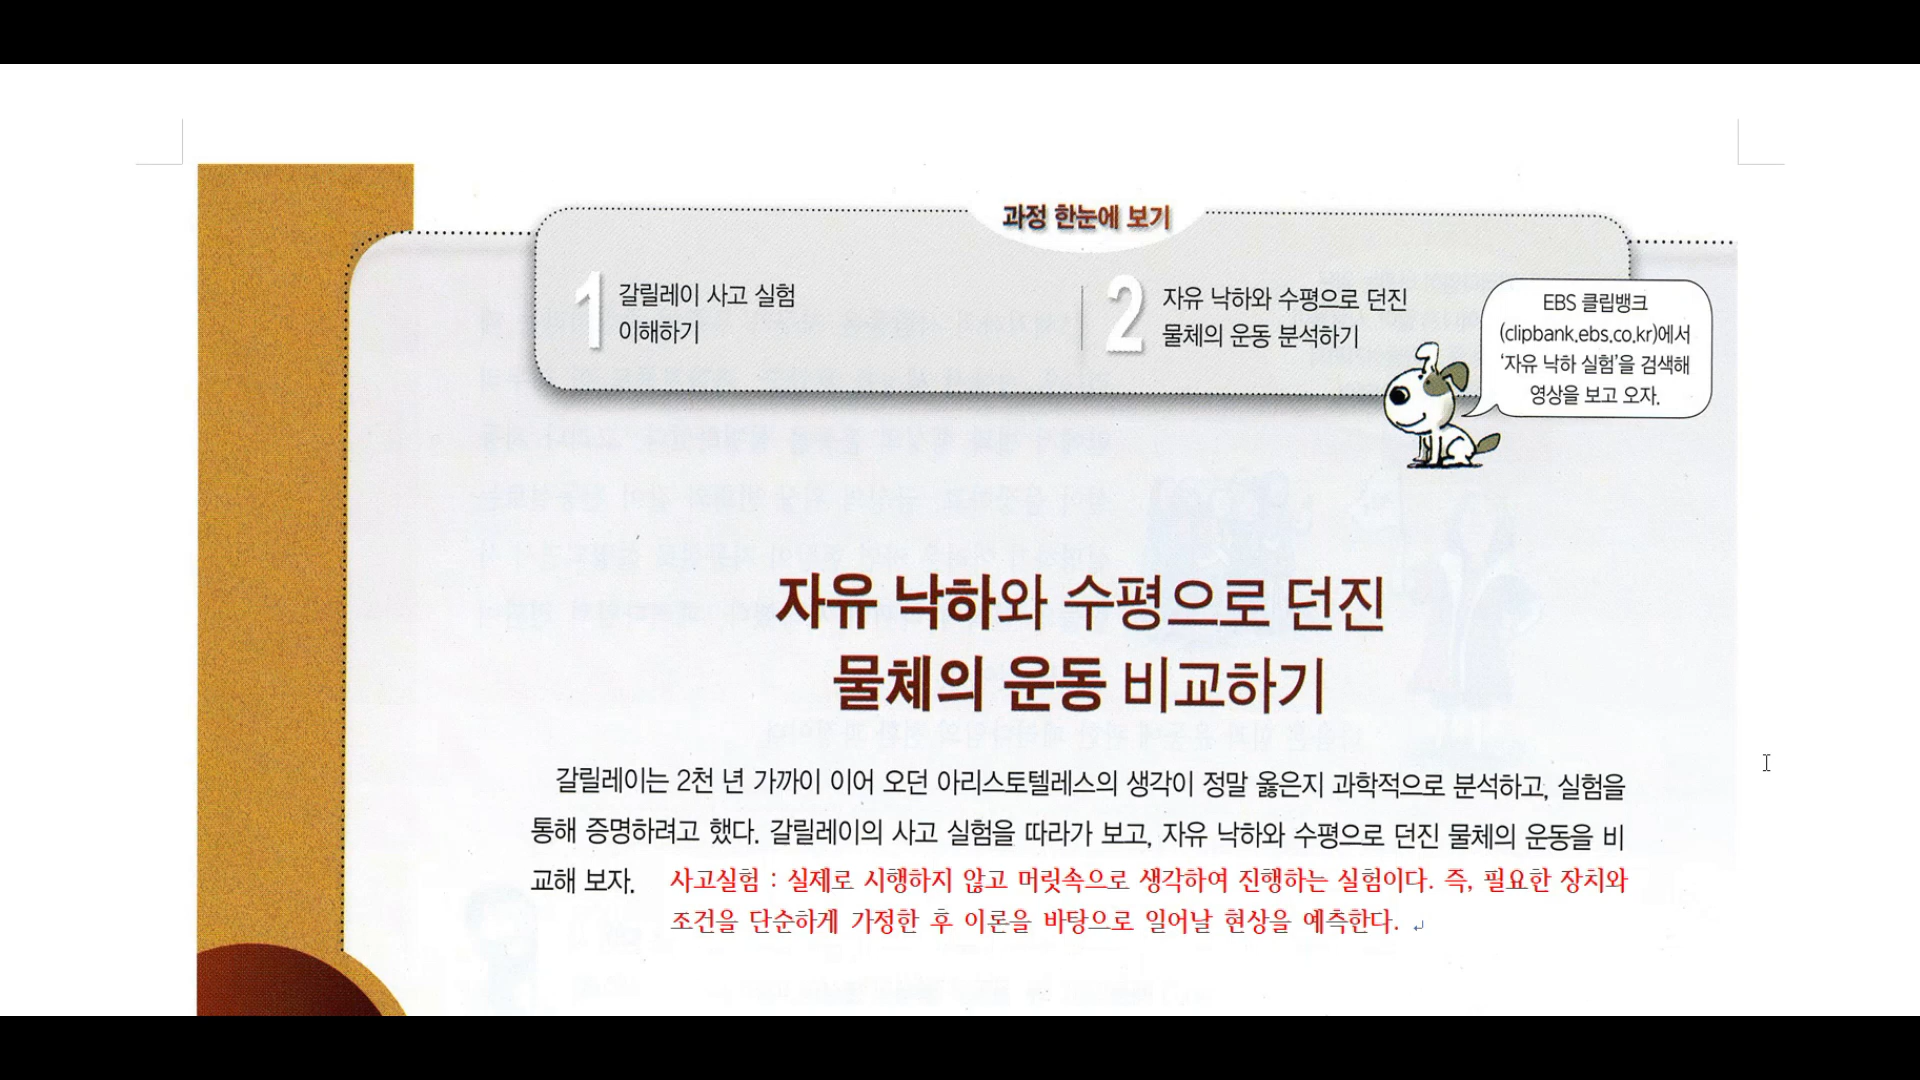 과정 한눈에 보기
1 갈릴레이 사고 실험
이해하기
2 자유 낙하와 수평으로 던진
물체의 운동 분석하기
EBS 클립뱅크
(clipbank.ebs.co.kr)에서
‘자유 낙하 실험’을 검색해
영상을 보고 오자.
자유 낙하와 수평으로 던진
물체의 운동 비교하기
갈릴레이는 2천 년 가까이 이어 오던 아리스토텔레스의 생각이 정말 옳은지 과학적으로 분석하고, 실험을
통해 증명하려고 했다. 갈릴레이의 사고 실험을 따라가 보고, 자유 낙하와 수평으로 던진 물체의 운동을 비
교해 보자.
사고실험 : 실제로 시행하지 않고 머릿속으로 생각하여 진행하는 실험이다. 즉, 필요한 장치와
조건을 단순하게 가정한 후 이론을 바탕으로 일어날 현상을 예측한다.